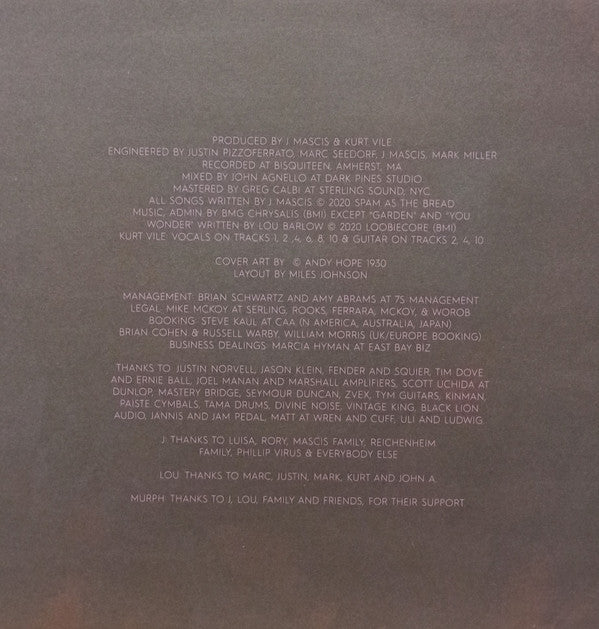 PRODUCED BY J MASCIS & KURT VILE
ENGINEERED BY JUSTIN PIZZOFERRATO, MARC SEEDORF, J MASCIS, MARK MILLER
RECORDED AT BISQUITEEN, AMHERST, MA
MIXED BY JOHN AGNELLO AT DARK PINES STUDIO
MASTERED BY GREG CALBI AT STERLING SOUND, NYC
ALL SONGS WRITTEN BY J MASCIS © 2020 SPAM AS THE BREAD
MUSIC, ADMIN BY BMG CHRYSALIS (BMI) EXCEPT "GARDEN" AND "YOU
WONDER" WRITTEN BY LOU BARLOW © 2020 LOOBIECORE (BMI)
KURT VILE: VOCALS ON TRACKS 1, 2 ,4, 6, 8, 10 & GUITAR ON TRACKS 2, 4, 10
COVER ART BY © ANDY HOPE 1930
LAYOUT BY MILES JOHNSON
MANAGEMENT: BRIAN SCHWARTZ AND AMY ABRAMS AT 7S MANAGEMENT
LEGAL: MIKE MCKOY AT SERLING, ROOKS, FERRARA, MCKOY, & WOROB
BOOKING: STEVE KAUL AT CAA (N AMERICA, AUSTRALIA, JAPAN)
BRIAN COHEN & RUSSELL WARBY, WILLIAM MORRIS (UK/EUROPE BOOKING)
BUSINESS DEALINGS: MARCIA HYMAN AT EAST BAY BIZ
THANKS TO: JUSTIN NORVELL, JASON KLEIN, FENDER AND SQUIER, TIM DOVE
AND ERNIE BALL, JOEL MANAN AND MARSHALL AMPLIFIERS, SCOTT UCHIDA AT
DUNLOP, MASTERY BRIDGE, SEYMOUR DUNCAN, ZVEX, TYM GUITARS, KINMAN,
PAISTE CYMBALS, TAMA DRUMS, DIVINE NOISE, VINTAGE KING, BLACK LION
AUDIO, JANNIS AND JAM PEDAL, MATT AT WREN AND CUFF, ULI AND LUDWIG
J: THANKS TO LUISA, RORY, MASCIS FAMILY, REICHENHEIM
FAMILY, PHILLIP VIRUS & EVERYBODY ELSE
LOU: THANKS TO MARC, JUSTIN, MARK, KURT AND JOHN A
MURPH: THANKS TO J, LOU, FAMILY AND FRIENDS, FOR THEIR SUPPORT